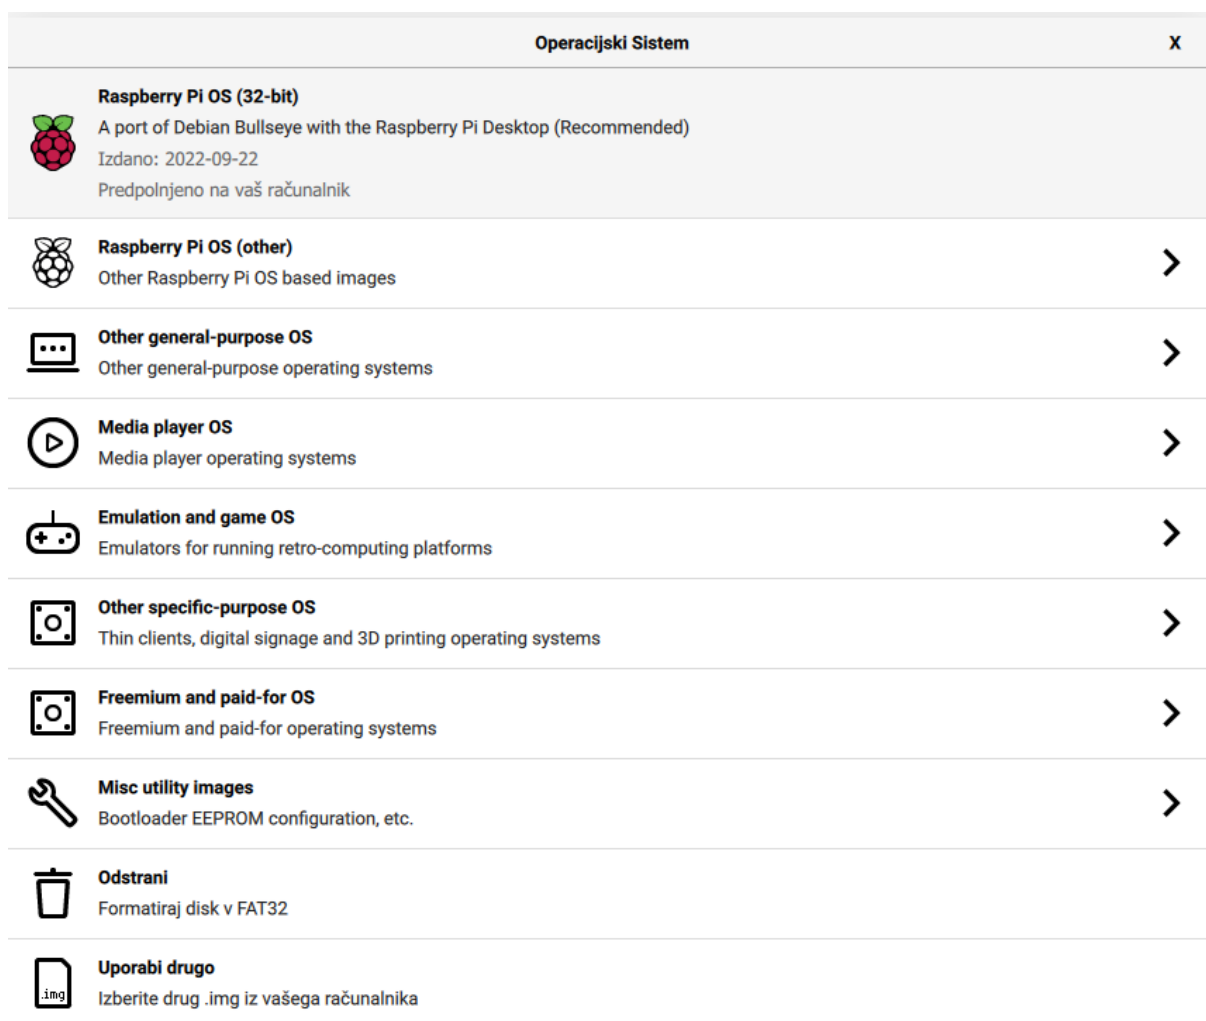 Operacijski Sistem X
Raspberry Pi OS (32-bit)
A port of Debian Bullseye with the Raspberry Pi Desktop (Recommended)
Izdano: 2022-09-22
Predpolnjeno na vaš računalnik
Raspberry Pi OS (other)
Other Raspberry Pi OS based images
Other general-purpose OS
Other general-purpose operating systems
Media player OS
Media player operating systems
Emulation and game OS
Emulators for running retro-computing platforms
Other specific-purpose OS
Thin clients, digital signage and 3D printing operating systems
Freemium and paid-for OS
Freemium and paid-for operating systems
Misc utility images
Bootloader EEPROM configuration, etc.
Odstrani
Formatiraj disk v FAT32
Uporabi drugo
.img
Izberite drug .img iz vašega računalnika